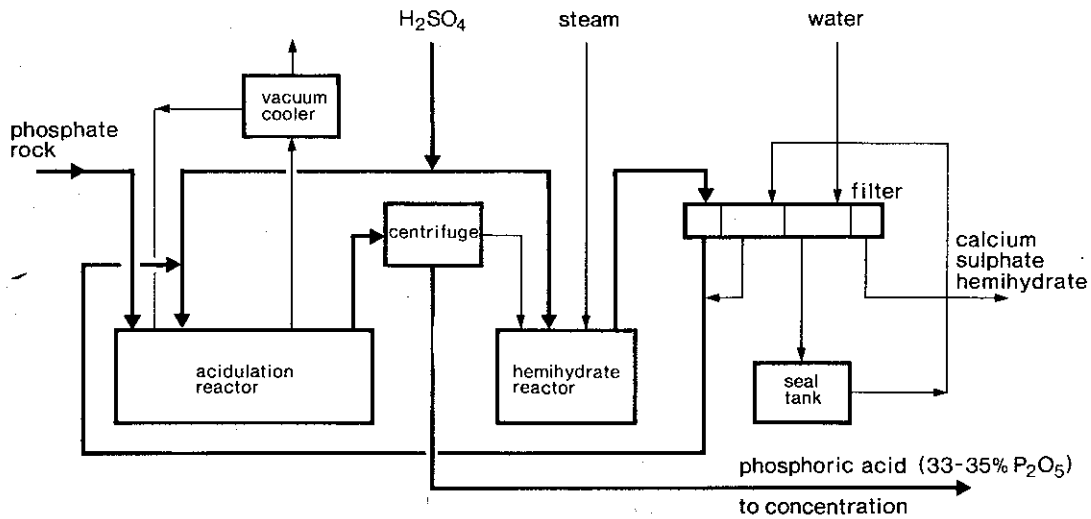 H₂SO₄
steam
water
vacuum
cooler
phosphate
rock
filter
centrifuge
calcium
sulphate
hemihydrate
acidulation
reactor
hemihydrate
reactor
seal
tank
phosphoric acid (33-35% P₂O₅)
to concentration